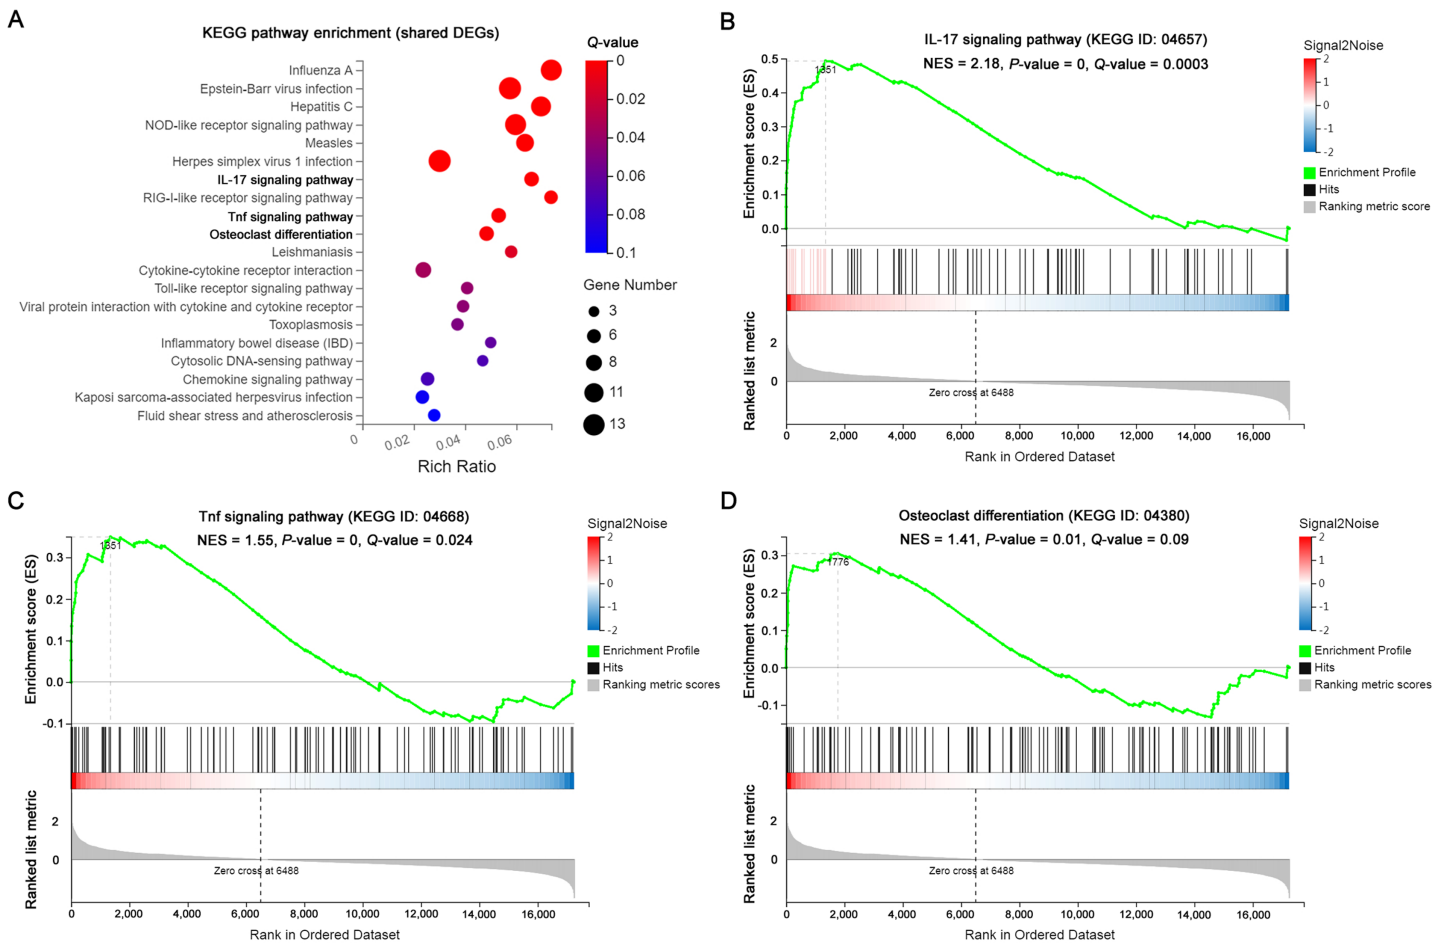 A
KEGG pathway enrichment (shared DEGs)
Influenza A
Epstein-Barr virus infection
Hepatitis C
NOD-like receptor signaling pathway
Measles
Herpes simplex virus 1 infection
IL-17 signaling pathway
RIG-I-like receptor signaling pathway
Tnf signaling pathway
Osteoclast differentiation
Leishmaniasis
Cytokine-cytokine receptor interaction
Toll-like receptor signaling pathway
Viral protein interaction with cytokine and cytokine receptor
Toxoplasmosis
Inflammatory bowel disease (IBD)
Cytosolic DNA-sensing pathway
Chemokine signaling pathway
Kaposi sarcoma-associated herpesvirus infection
Fluid shear stress and atherosclerosis
0
0.02
0.04
0.06
Rich Ratio
Q-value
0
0.02
0.04
0.06
0.08
0.1
Gene Number
3
6
8
11
13
B
IL-17 signaling pathway (KEGG ID: 04657)
NES = 2.18, P-value = 0, Q-value = 0.0003
Enrichment score (ES)
0.5
0.4
0.3
0.2
0.1
0.0
1351
Ranked list metric
2
0
Zero cross at 6488
0
2,000
4,000
6,000
8,000
10,000
12,000
14,000
16,000
Rank in Ordered Dataset
Signal2Noise
2
1
0
-1
-2
Enrichment Profile
Hits
Ranking metric score
C
Tnf signaling pathway (KEGG ID: 04668)
NES = 1.55, P-value = 0, Q-value = 0.024
Enrichment score (ES)
0.3
0.2
0.1
0.0
-0.1
1351
Ranked list metric
2
0
Zero cross at 6488
0
2,000
4,000
6,000
8,000
10,000
12,000
14,000
16,000
Rank in Ordered Dataset
Signal2Noise
2
1
0
-1
-2
Enrichment Profile
Hits
Ranking metric scores
D
Osteoclast differentiation (KEGG ID: 04380)
NES = 1.41, P-value = 0.01, Q-value = 0.09
Enrichment score (ES)
0.3
0.2
0.1
0.0
-0.1
1776
Ranked list metric
2
0
Zero cross at 6488
0
2,000
4,000
6,000
8,000
10,000
12,000
14,000
16,000
Rank in Ordered Dataset
Signal2Noise
2
1
0
-1
-2
Enrichment Profile
Hits
Ranking metric scores